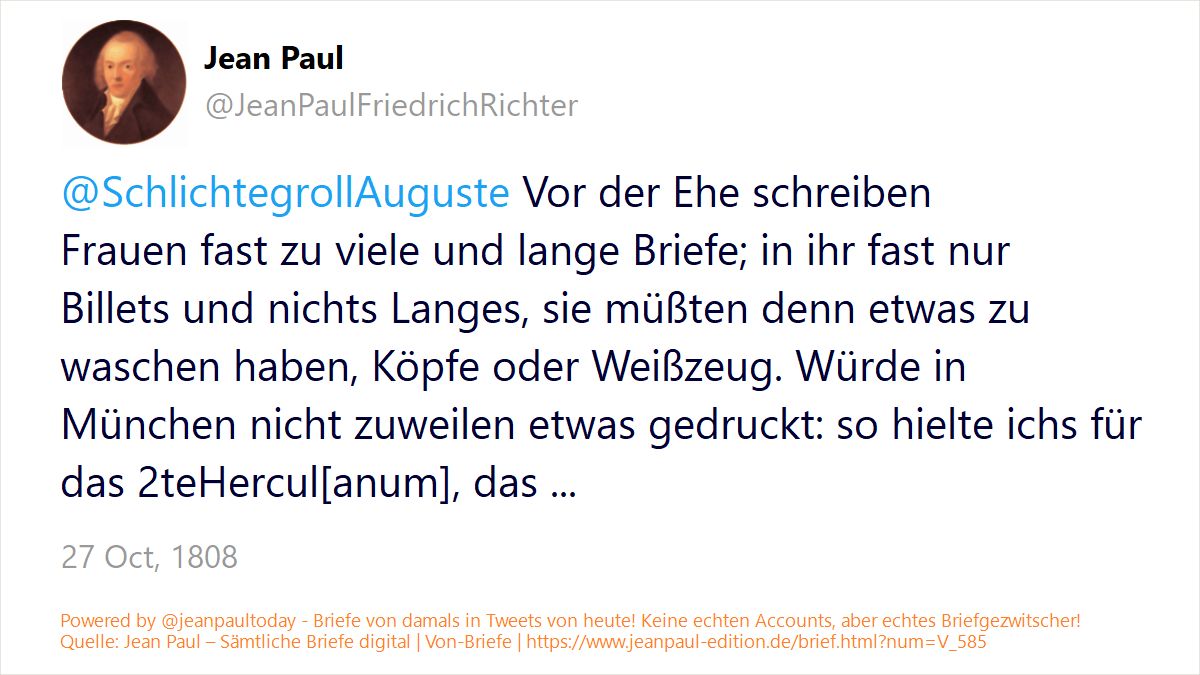 Jean Paul
@JeanPaulFriedrichRichter
@SchlichtegrollAuguste Vor der Ehe schreiben
Frauen fast zu viele und lange Briefe; in ihr fast nur
Billets und nichts Langes, sie müßten denn etwas zu
waschen haben, Köpfe oder Weißzeug. Würde in
München nicht zuweilen etwas gedruckt: so hielte ichs für
das 2teHercul[anum], das ...
27 Oct, 1808
Powered by @jeanpaultoday - Briefe von damals in Tweets von heute! Keine echten Accounts, aber echtes Briefgezwitscher!
Quelle: Jean Paul – Sämtliche Briefe digital | Von-Briefe | https://www.jeanpaul-edition.de/brief.html?num=V_585